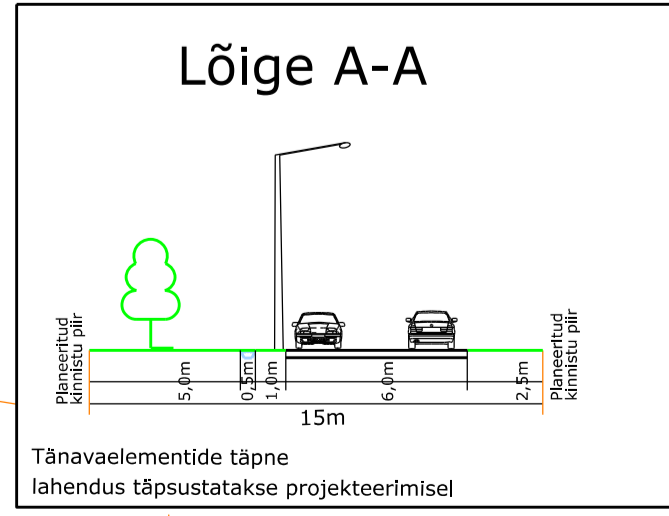 Lõige A-A
Planeeritud
kinnistu piir
5,0m
0,5m
1,0m
6,0m
2,5m
Planeeritud
kinnistu piir
15m
Tänavaelementide täpne
lahendus täpsustatakse projekteerimisel